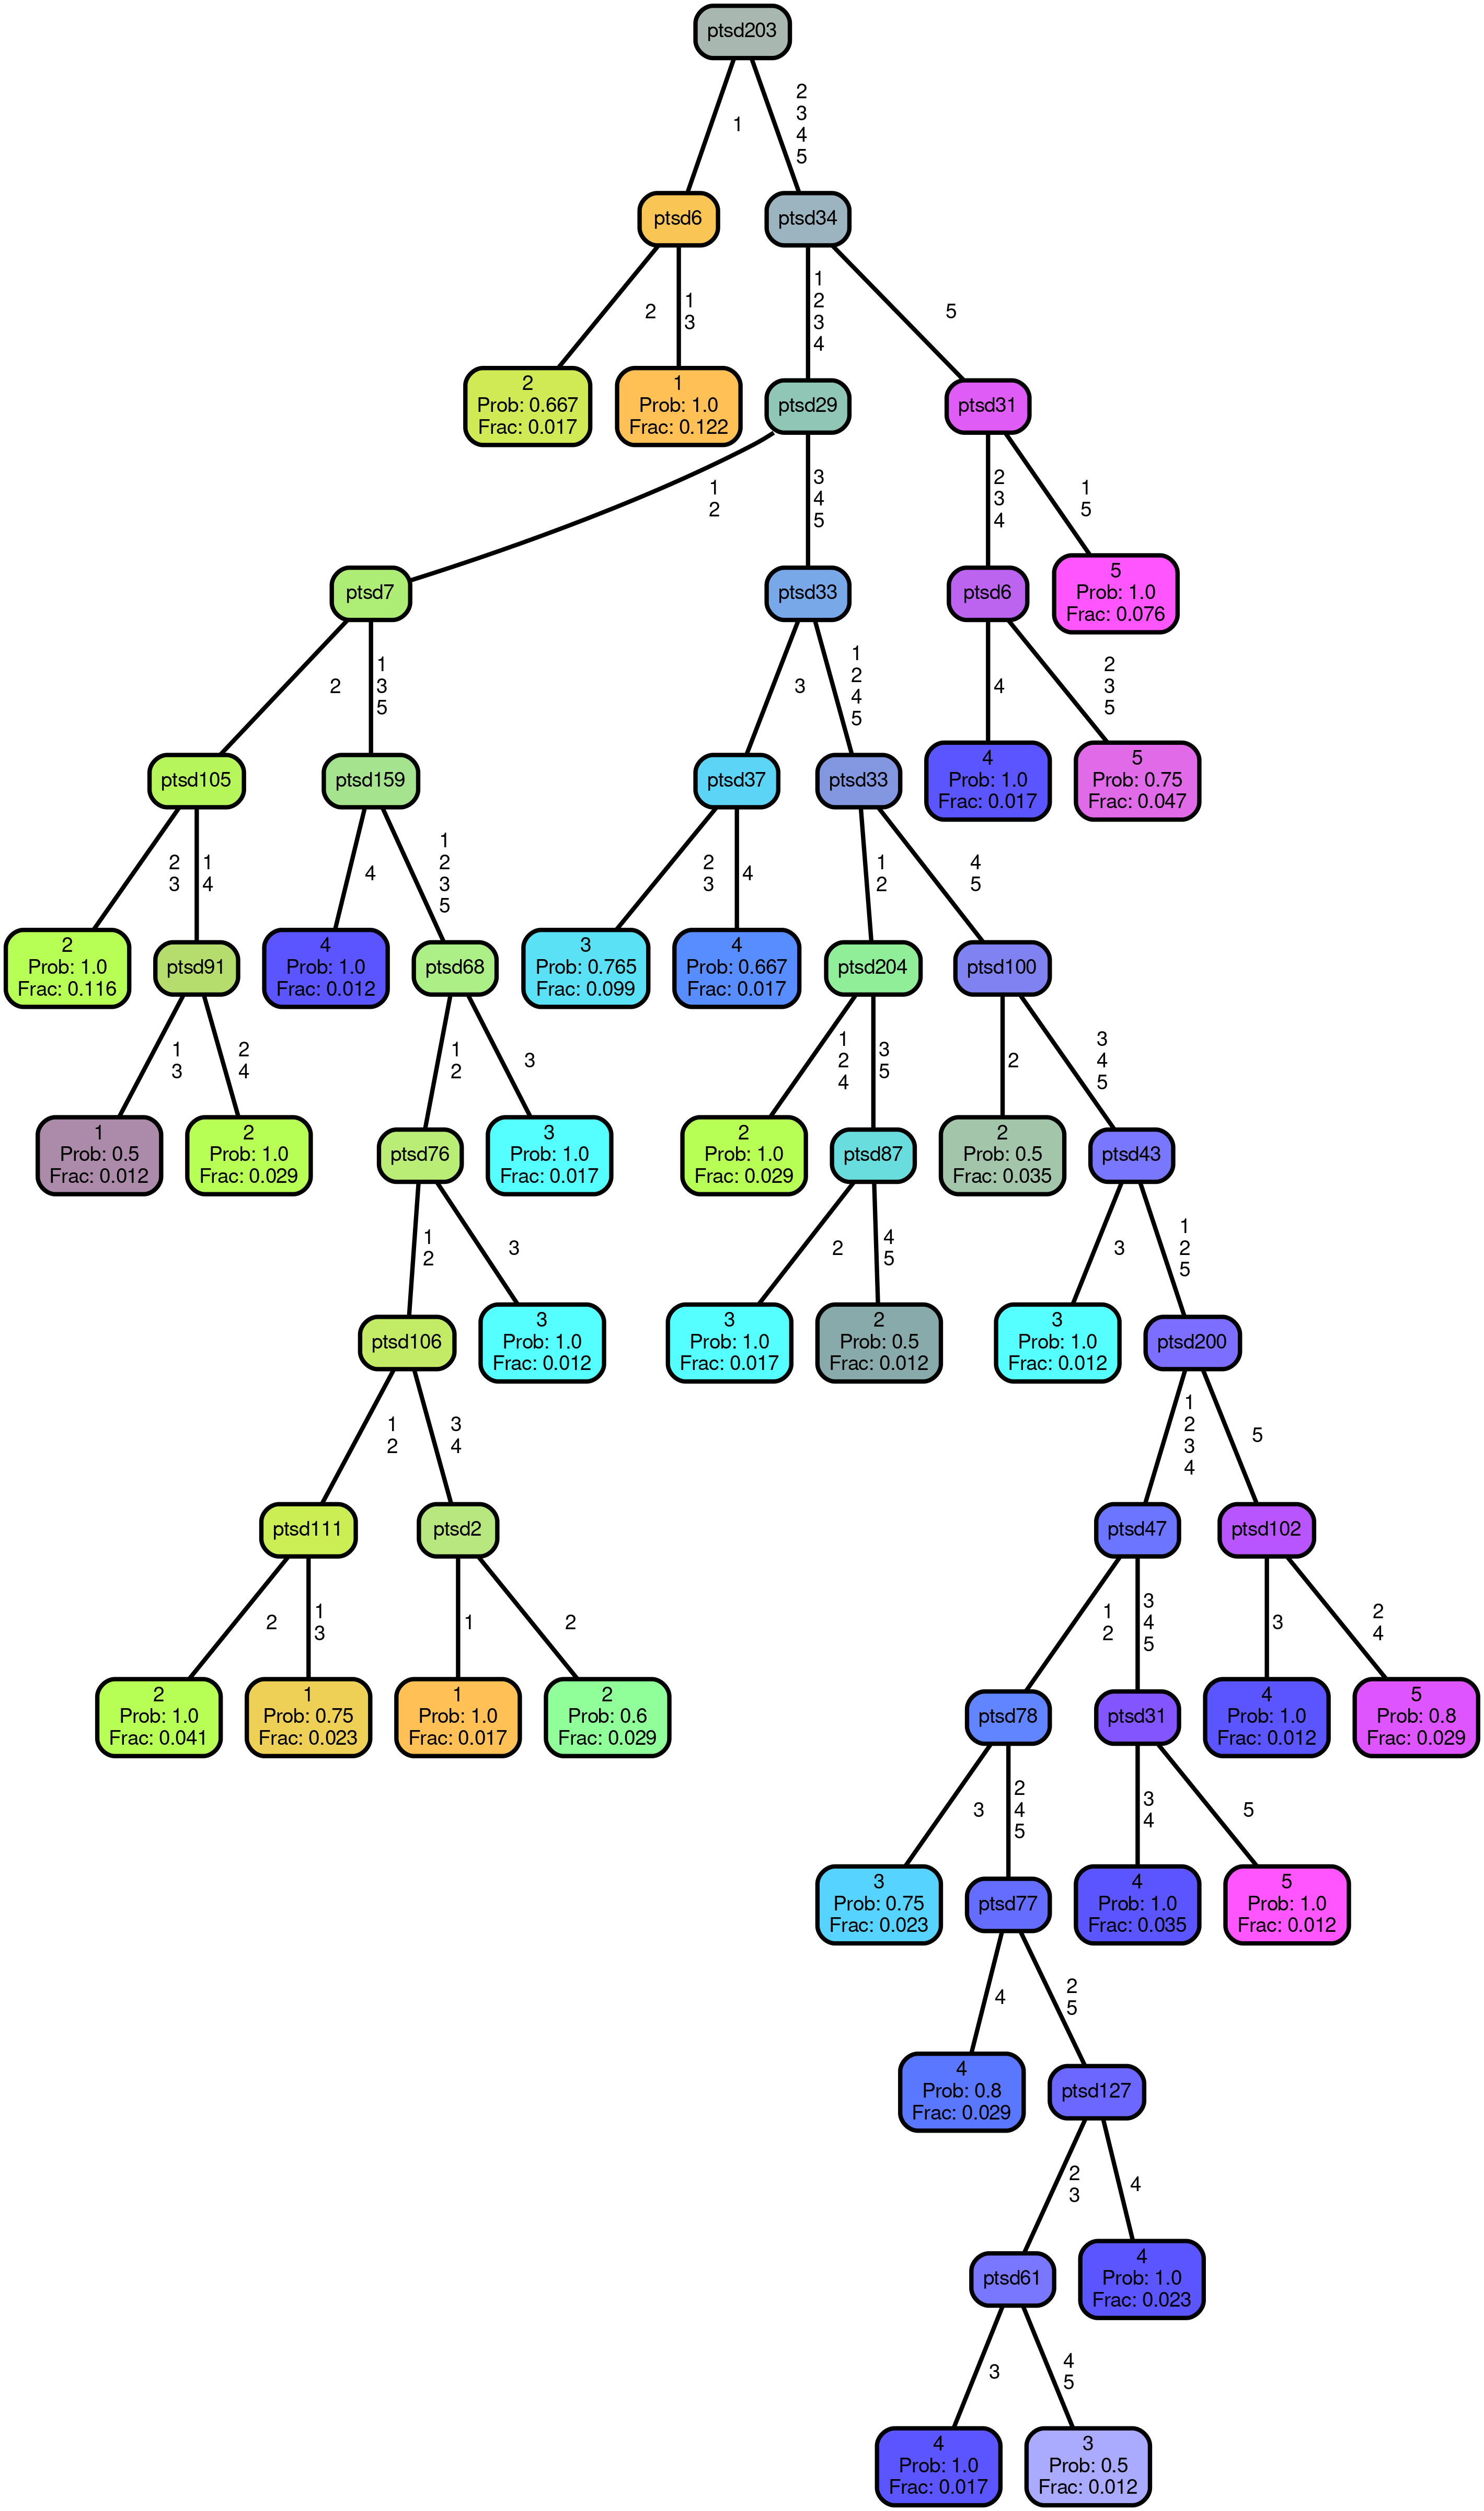 ptsd203
1
2
3
4
5
ptsd6
ptsd34
2
1
3
1
2
3
4
5
2
Prob: 0.667
Frac: 0.017
1
Prob: 1.0
Frac: 0.122
ptsd29
ptsd31
1
2
3
4
5
2
3
4
1
5
ptsd7
ptsd33
ptsd6
5
Prob: 1.0
Frac: 0.076
2
1
3
5
3
1
2
4
5
4
2
3
5
ptsd105
ptsd159
ptsd37
ptsd33
4
Prob: 1.0
Frac: 0.017
5
Prob: 0.75
Frac: 0.047
2
3
1
4
4
1
2
3
5
2
3
4
1
2
4
5
2
Prob: 1.0
Frac: 0.116
ptsd91
4
Prob: 1.0
Frac: 0.012
ptsd68
3
Prob: 0.765
Frac: 0.099
4
Prob: 0.667
Frac: 0.017
ptsd204
ptsd100
1
3
2
4
1
2
3
1
2
4
3
5
2
3
4
5
1
Prob: 0.5
Frac: 0.012
2
Prob: 1.0
Frac: 0.029
ptsd76
3
Prob: 1.0
Frac: 0.017
2
Prob: 1.0
Frac: 0.029
ptsd87
2
Prob: 0.5
Frac: 0.035
ptsd43
1
2
3
2
4
5
3
1
2
5
ptsd106
3
Prob: 1.0
Frac: 0.012
3
Prob: 1.0
Frac: 0.017
2
Prob: 0.5
Frac: 0.012
3
Prob: 1.0
Frac: 0.012
ptsd200
1
2
3
4
1
2
3
4
5
ptsd111
ptsd2
ptsd47
ptsd102
2
1
3
1
2
1
2
3
4
5
3
2
4
2
Prob: 1.0
Frac: 0.041
1
Prob: 0.75
Frac: 0.023
1
Prob: 1.0
Frac: 0.017
2
Prob: 0.6
Frac: 0.029
ptsd78
ptsd31
4
Prob: 1.0
Frac: 0.012
5
Prob: 0.8
Frac: 0.029
3
2
4
5
3
4
5
3
Prob: 0.75
Frac: 0.023
ptsd77
4
Prob: 1.0
Frac: 0.035
5
Prob: 1.0
Frac: 0.012
4
2
5
4
Prob: 0.8
Frac: 0.029
ptsd127
2
3
4
ptsd61
4
Prob: 1.0
Frac: 0.023
3
4
5
4
Prob: 1.0
Frac: 0.017
3
Prob: 0.5
Frac: 0.012